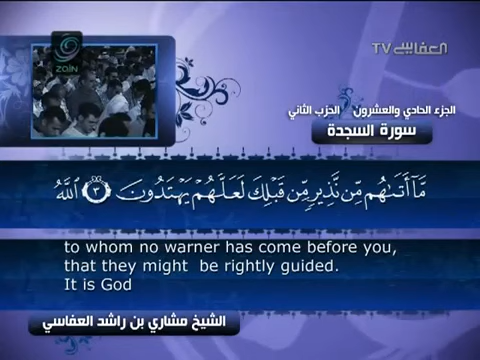 zain
العفاسي TV
الجزء الحادي والعشرون الحزب الثاني
سورة السجدة
مَّآ أَتَىٰهُم مِّن نَّذِيرٍ مِّن قَبْلِكَ لَعَلَّهُمْ يَهْتَدُونَ ﴿٣﴾ ٱللَّهُ
to whom no warner has come before you,
that they might be rightly guided.
It is God
الشيخ مشاري بن راشد العفاسي